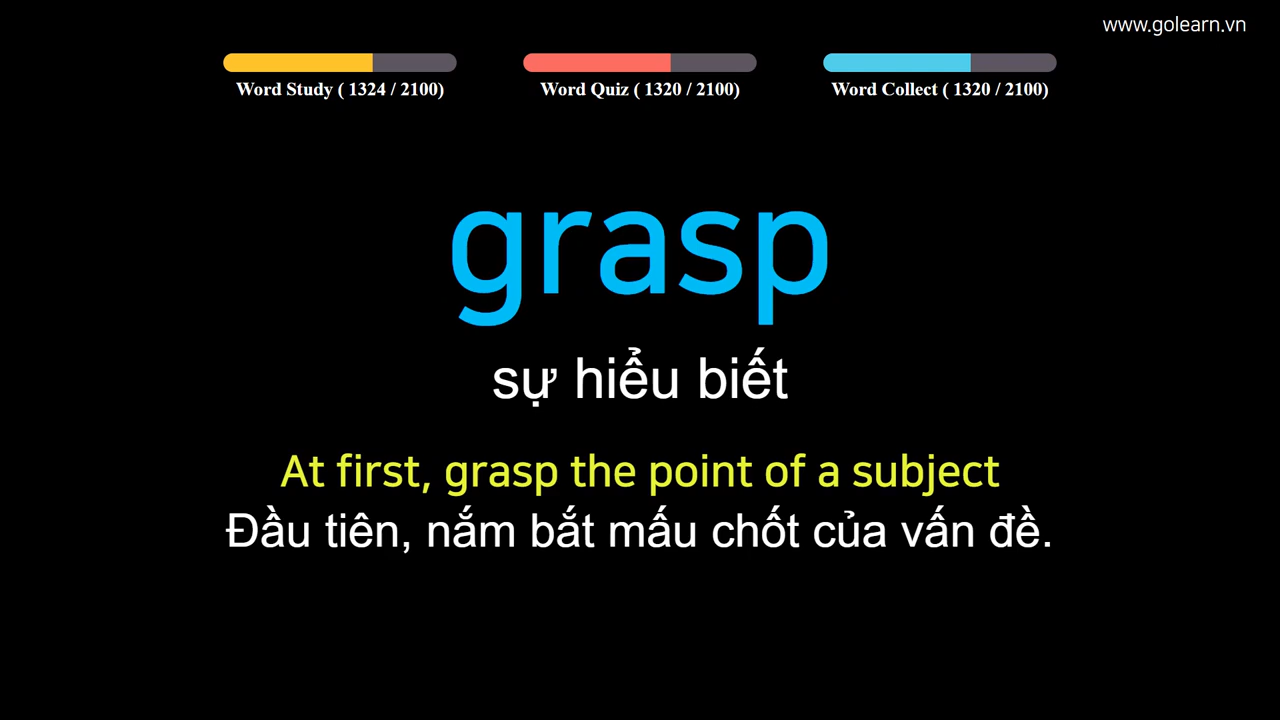 www.golearn.vn
Word Study ( 1324 / 2100)
Word Quiz ( 1320 / 2100)
Word Collect ( 1320 / 2100)
grasp
sự hiểu biết
At first, grasp the point of a subject
Đầu tiên, nắm bắt mấu chốt của vấn đề.